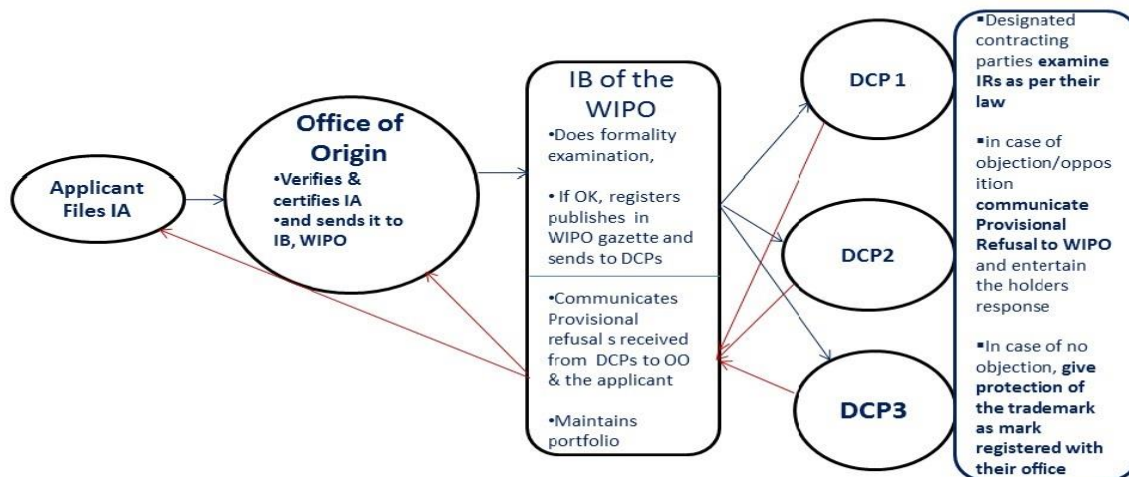 Applicant
Files IA
Office of
Origin
•Verifies &
certifies IA
•and sends it to
IB, WIPO
IB of the
WIPO
•Does formality
examination,
• If OK, registers
publishes in
WIPO gazette and
sends to DCPs
•Communicates
Provisional
refusal s received
from DCPs to OO
& the applicant
•Maintains
portfolio
DCP 1
DCP2
DCP3
▪Designated
contracting
parties examine
IRs as per their
law
▪in case of
objection/oppos
ition
communicate
Provisional
Refusal to WIPO
and entertain
the holders
response
▪In case of no
objection, give
protection of
the trademark
as mark
registered with
their office